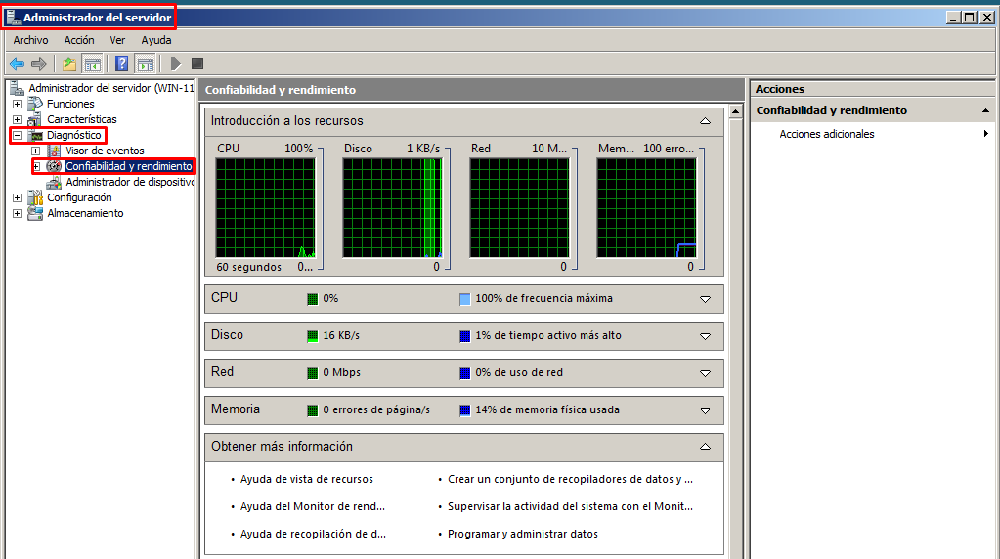 Administrador del servidor
Archivo Acción Ver Ayuda
Administrador del servidor (WIN-11
Funciones
Características
Diagnóstico
Visor de eventos
Confiabilidad y rendimiento
Administrador de dispositivo
Configuración
Almacenamiento
Confiabilidad y rendimiento
Introducción a los recursos
CPU 100%
60 segundos 0...
Disco 1 KB/s
0
Red 10 M...
0
Mem... 100 erro...
0
CPU 0% 100% de frecuencia máxima
Disco 16 KB/s 1% de tiempo activo más alto
Red 0 Mbps 0% de uso de red
Memoria 0 errores de página/s 14% de memoria física usada
Obtener más información
• Ayuda de vista de recursos • Crear un conjunto de recopiladores de datos y ...
• Ayuda del Monitor de rend... • Supervisar la actividad del sistema con el Monit...
• Ayuda de recopilación de d... • Programar y administrar datos
Acciones
Confiabilidad y rendimiento
Acciones adicionales